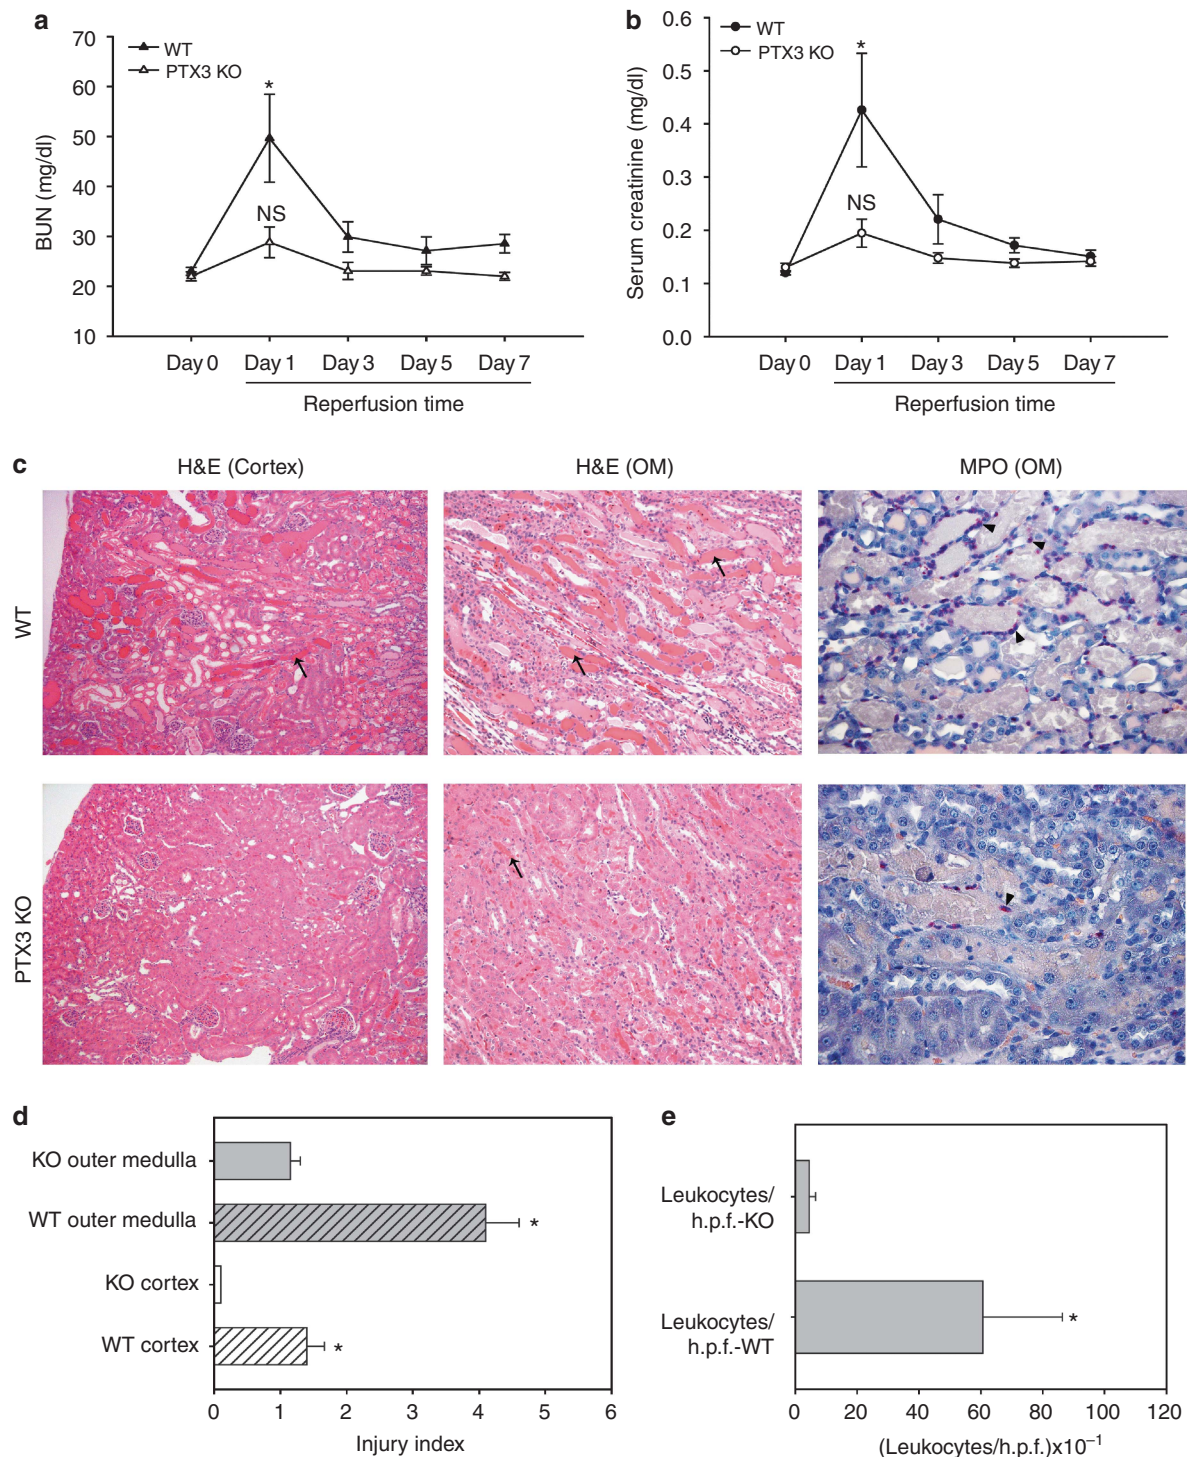 a
70
60
50
40
30
20
10
BUN (mg/dl)
WT
PTX3 KO
*
NS
Day 0 Day 1 Day 3 Day 5 Day 7
Reperfusion time
b
0.6
0.5
0.4
0.3
0.2
0.1
0.0
Serum creatinine (mg/dl)
WT
PTX3 KO
*
NS
Day 0 Day 1 Day 3 Day 5 Day 7
Reperfusion time
c
H&E (Cortex) H&E (OM) MPO (OM)
WT
PTX3 KO
d
KO outer medulla
WT outer medulla
*
KO cortex
WT cortex
*
0 1 2 3 4 5 6
Injury index
e
Leukocytes/
h.p.f.-KO
Leukocytes/
h.p.f.-WT
*
0 20 40 60 80 100 120
(Leukocytes/h.p.f.)x10⁻¹